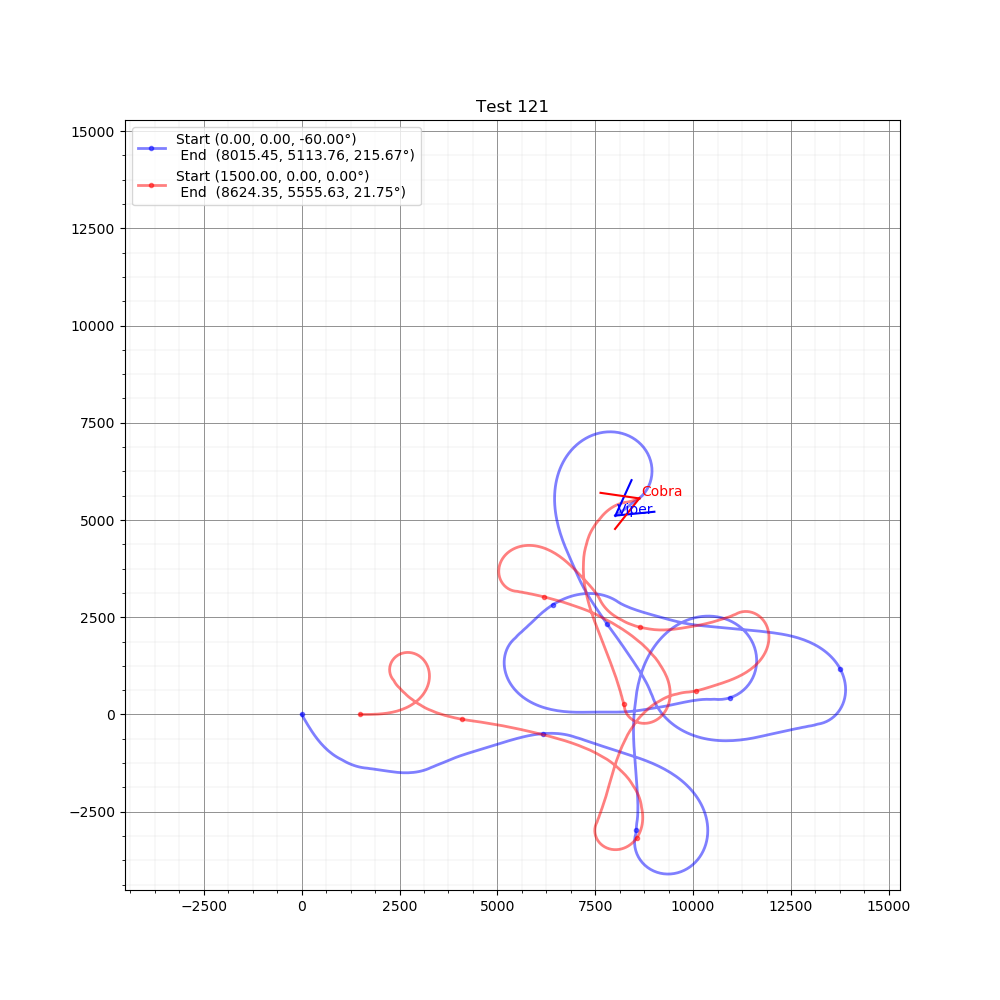 Test 121
Start (0.00, 0.00, -60.00°)
End (8015.45, 5113.76, 215.67°)
Start (1500.00, 0.00, 0.00°)
End (8624.35, 5555.63, 21.75°)
15000
12500
10000
7500
5000
2500
0
−2500
Cobra
Viper
−2500 0 2500 5000 7500 10000 12500 15000